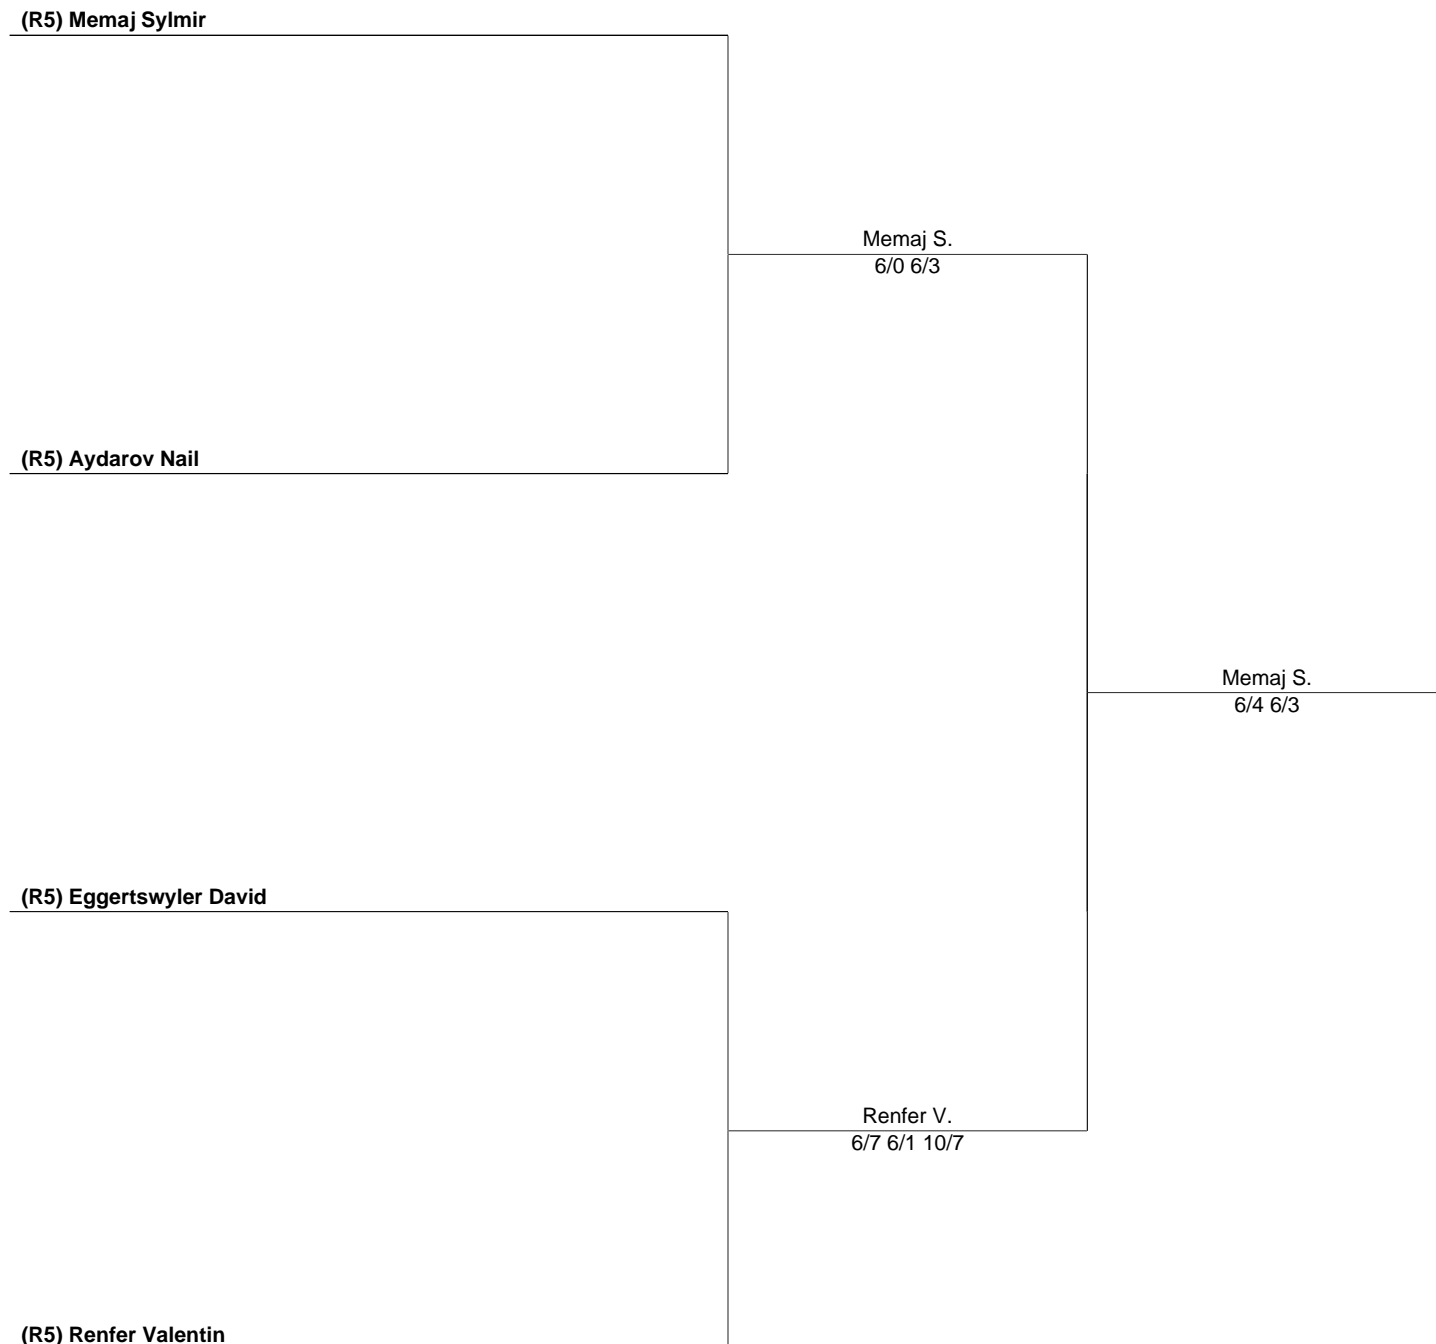 (R5) Memaj Sylmir
Memaj S.
6/0 6/3
(R5) Aydarov Nail
Memaj S.
6/4 6/3
(R5) Eggertswyler David
Renfer V.
6/7 6/1 10/7
(R5) Renfer Valentin